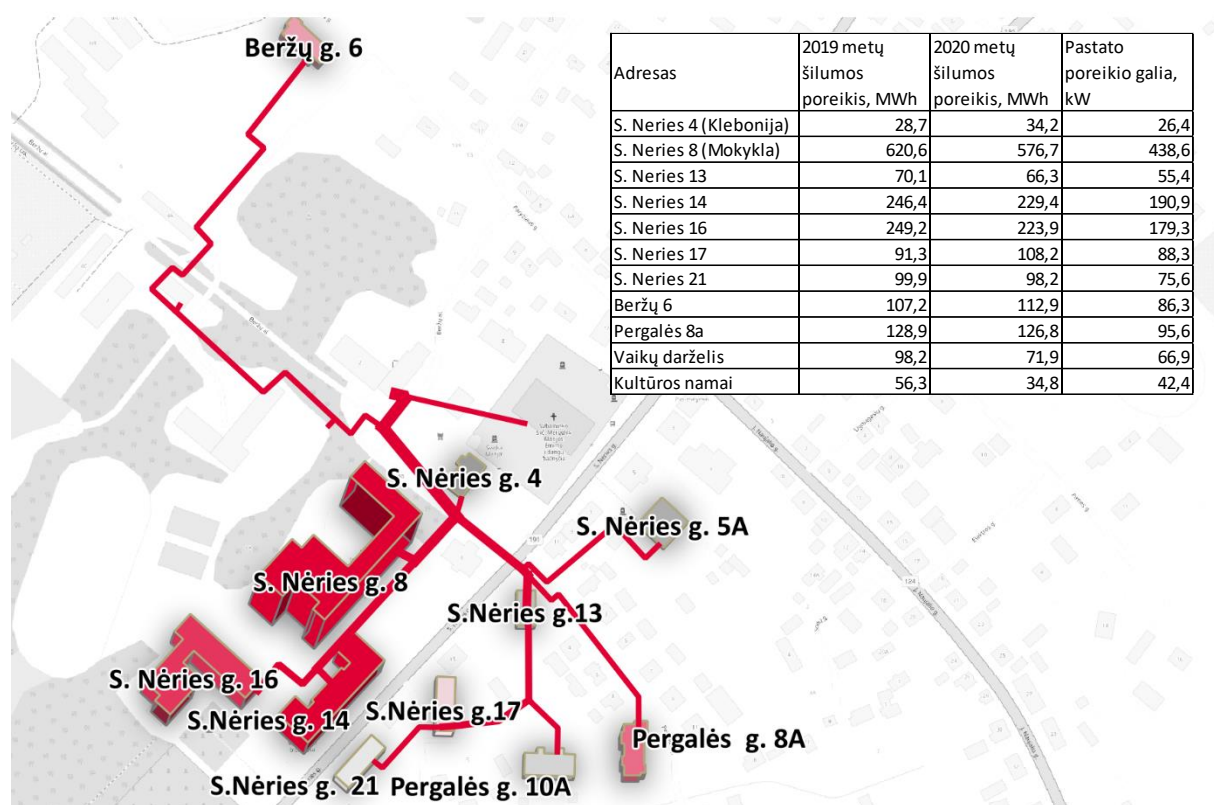 Beržų g. 6
Adresas
2019 metų
šilumos
poreikis, MWh
2020 metų
šilumos
poreikis, MWh
Pastato
poreikio galia,
kW
S. Neries 4 (Klebonija) 28,7 34,2 26,4
S. Neries 8 (Mokykla) 620,6 576,7 438,6
S. Neries 13 70,1 66,3 55,4
S. Neries 14 246,4 229,4 190,9
S. Neries 16 249,2 223,9 179,3
S. Neries 17 91,3 108,2 88,3
S. Neries 21 99,9 98,2 75,6
Beržų 6 107,2 112,9 86,3
Pergalės 8a 128,9 126,8 95,6
Vaikų darželis 98,2 71,9 66,9
Kultūros namai 56,3 34,8 42,4
S. Nėries g. 4
S. Nėries g. 5A
S. Nėries g. 8
S.Nėries g.13
S. Nėries g. 16
S.Nėries g. 14
S.Nėries g.17
Pergalės g. 8A
S.Nėries g. 21
Pergalės g. 10A